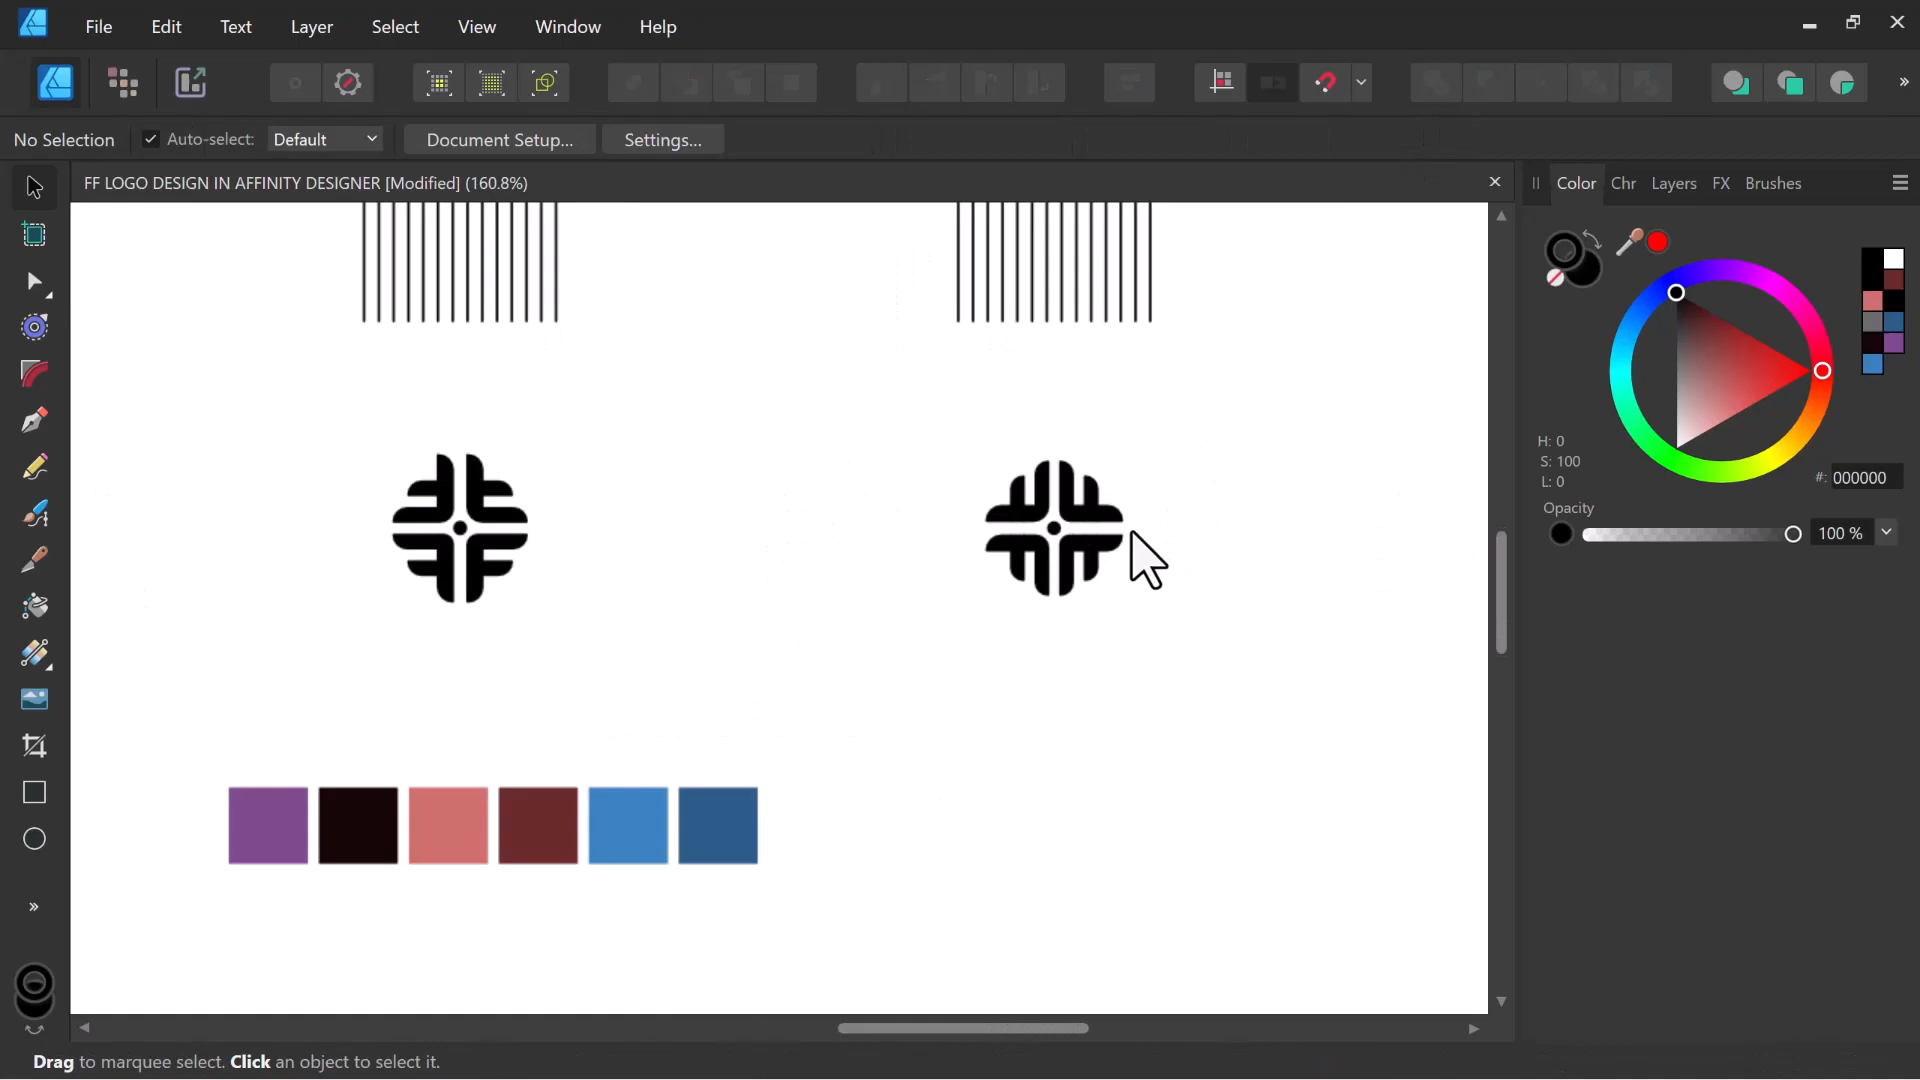 File Edit Text Layer Select View Window Help
No Selection Auto-select: Default Document Setup... Settings...
FF LOGO DESIGN IN AFFINITY DESIGNER [Modified] (160.8%)
Color Chr Layers FX Brushes
H: 0
S: 100
L: 0
#: 000000
Opacity
100 %
Drag to marquee select. Click an object to select it.